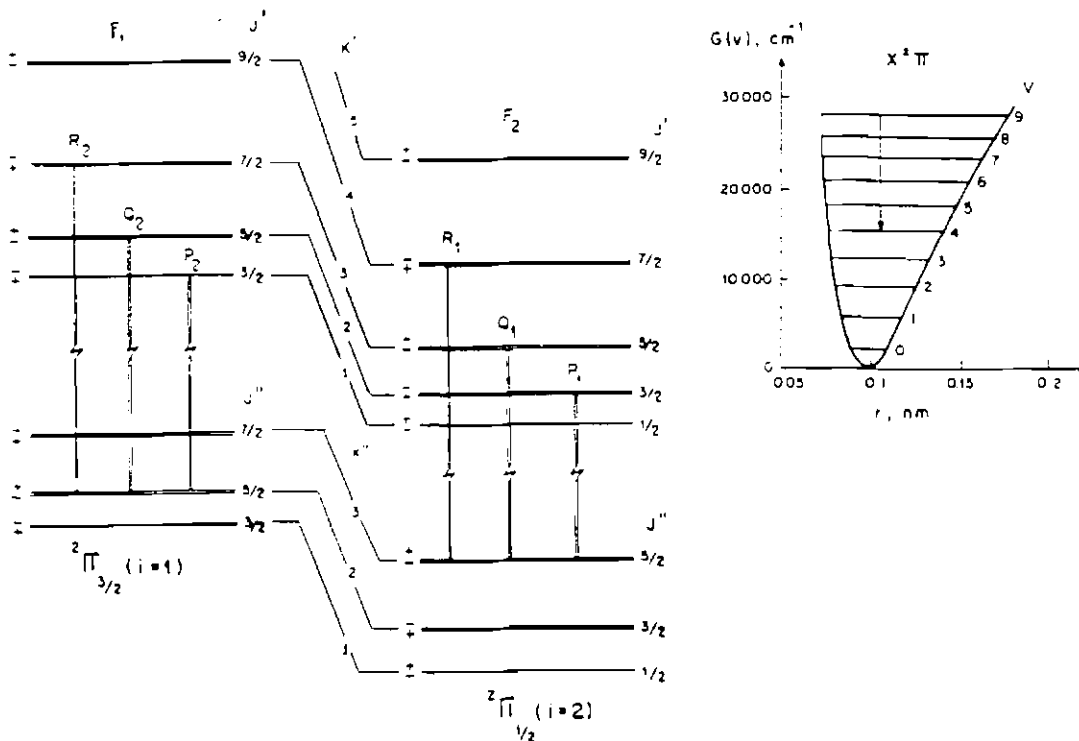 F₁ J'
± 9/2
R₂
∓ 7/2
Q₂
± 5/2
P₂
∓ 3/2
J''
∓ 7/2
± 5/2
∓ 3/2
²Π₃/₂ (i=1)
K'
5
4
3
2
1
K''
3
2
1
F₂ J'
± 9/2
R₁
∓ 7/2
Q₁
± 5/2
P₁
∓ 3/2
± 1/2
J''
± 5/2
∓ 3/2
± 1/2
²Π₁/₂ (i=2)
G(v), cm⁻¹
X²Π
V
30000
20000
10000
0
9
8
7
6
5
4
3
2
1
0
0.05 0.1 0.15 0.2
r, nm